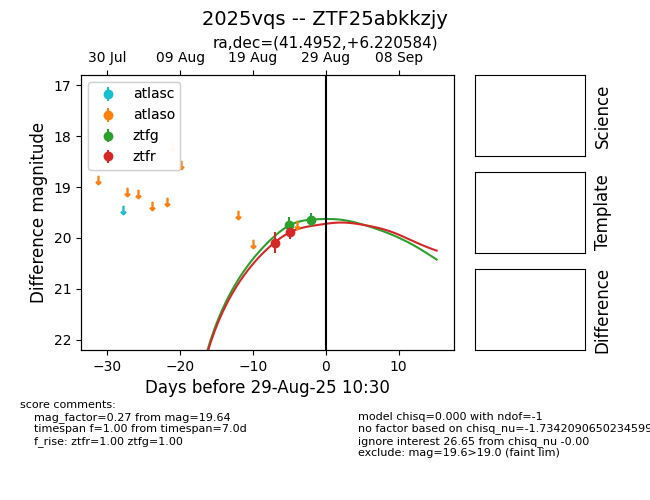 2025vqs -- ZTF25abkkzjy
ra,dec=(41.4952,+6.220584)
30 Jul 09 Aug 19 Aug 29 Aug 08 Sep
17
18
19
20
21
22
Difference magnitude
atlasc
atlaso
ztfg
ztfr
−30 −20 −10 0 10
Days before 29-Aug-25 10:30
Science
Template
Difference
score comments:
mag_factor=0.27 from mag=19.64
timespan f=1.00 from timespan=7.0d
f_rise: ztfr=1.00 ztfg=1.00
model chisq=0.000 with ndof=-1
no factor based on chisq_nu=-1.7342090650234599
ignore interest 26.65 from chisq_nu -0.00
exclude: mag=19.6>19.0 (faint lim)